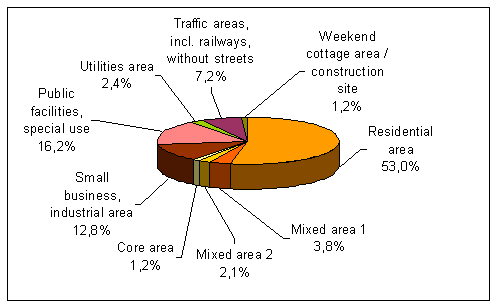 Traffic areas,
incl. railways,
without streets
7,2%
Weekend
cottage area /
construction
site
1,2%
Utilities area
2,4%
Public
facilities,
special use
16,2%
Residential
area
53,0%
Small
business,
industrial area
12,8%
Mixed area 1
3,8%
Core area
1,2%
Mixed area 2
2,1%